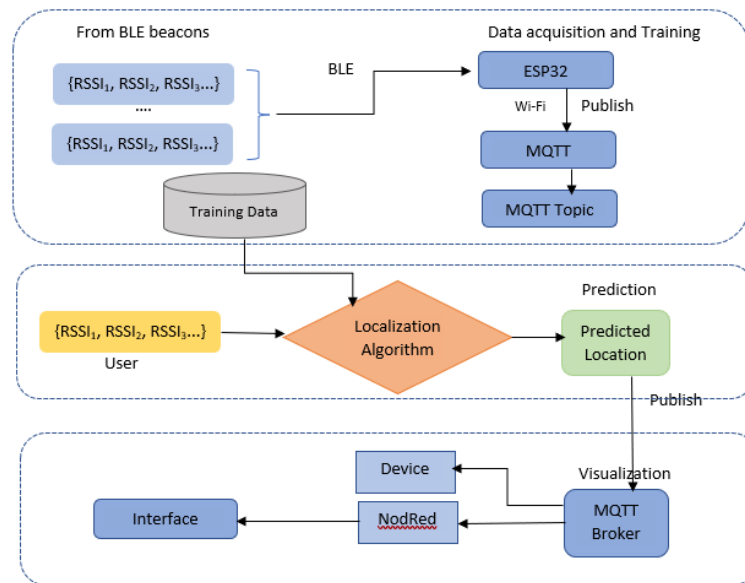 From BLE beacons
Data acquisition and Training
{RSSI₁, RSSI₂, RSSI₃...}
....
{RSSI₁, RSSI₂, RSSI₃...}
BLE
ESP32
Wi-Fi
Publish
MQTT
MQTT Topic
Training Data
Prediction
{RSSI₁, RSSI₂, RSSI₃...}
User
Localization
Algorithm
Predicted
Location
Publish
Visualization
Device
NodRed
Interface
MQTT
Broker